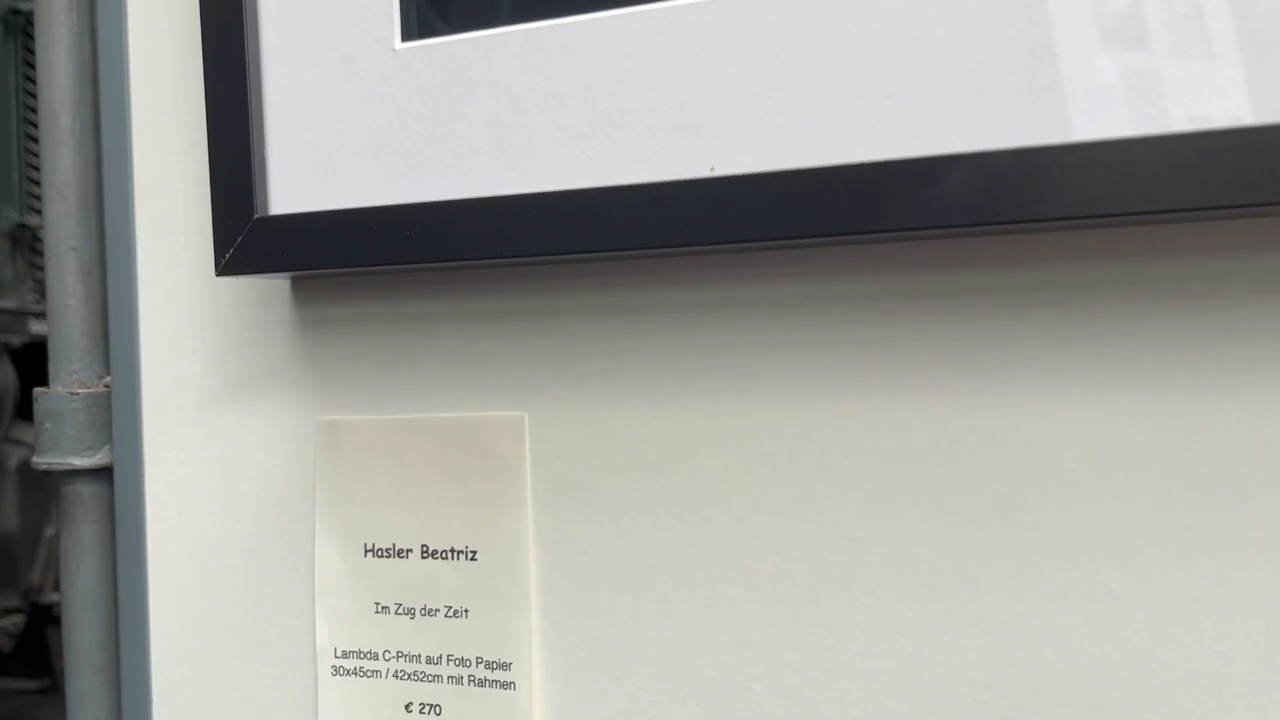 Hasler Beatriz
Im Zug der Zeit
Lambda C-Print auf Foto Papier
30x45cm / 42x52cm mit Rahmen
€ 270